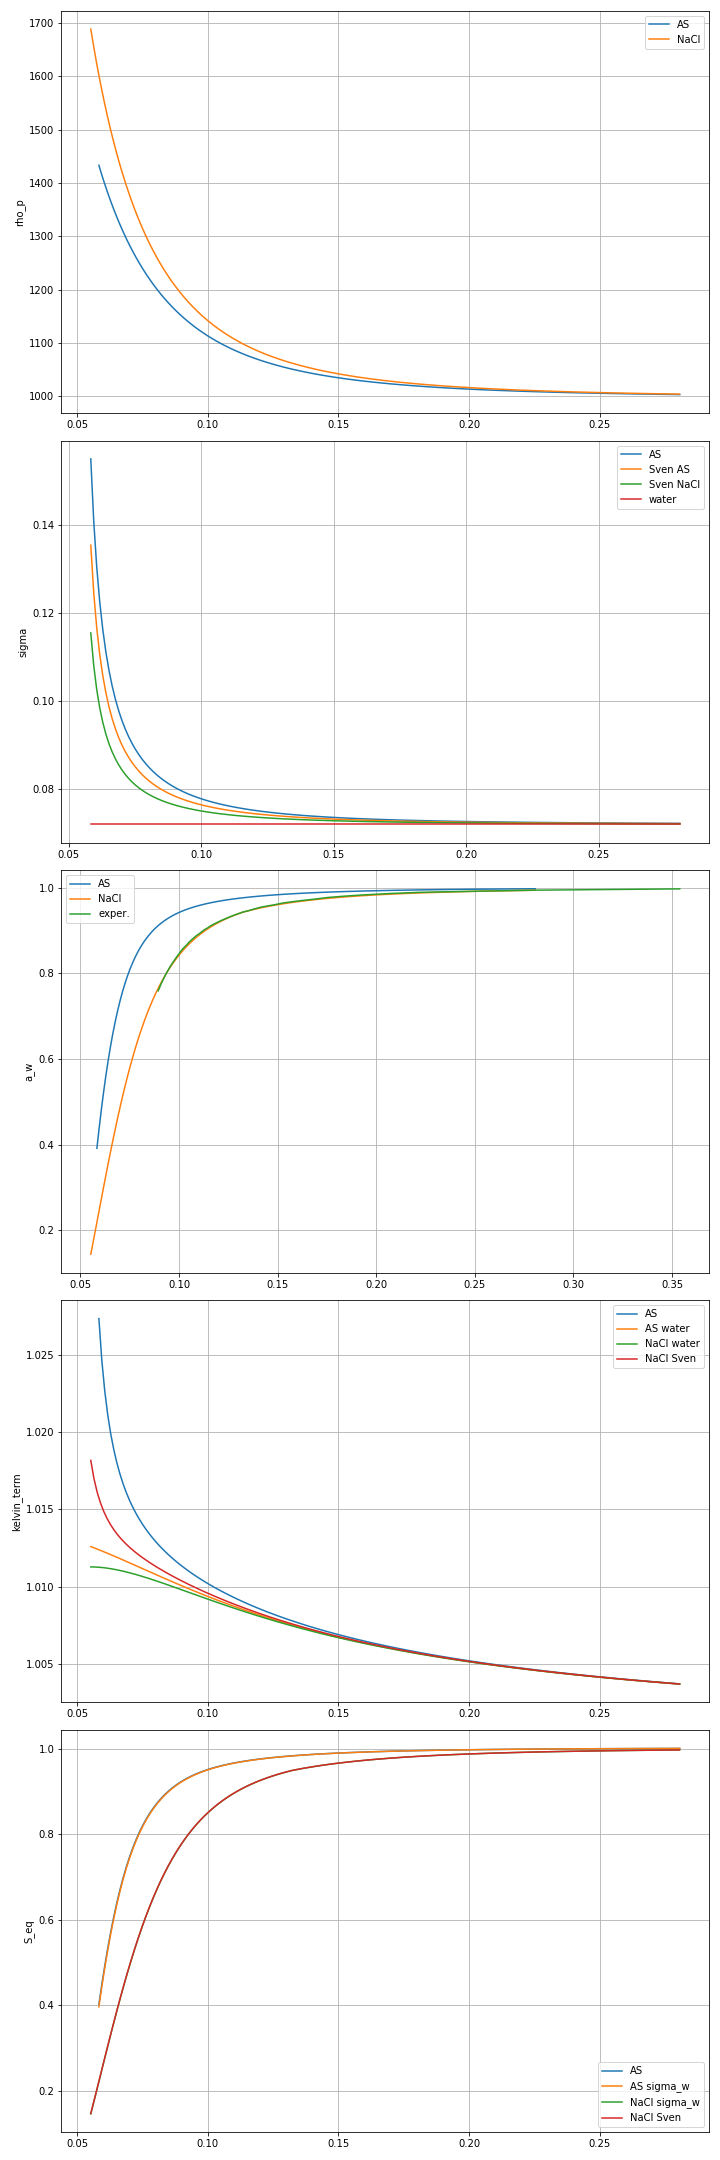 1700
1600
1500
1400
1300
1200
1100
1000
rho_p
AS
NaCl
0.05 0.10 0.15 0.20 0.25
0.14
0.12
0.10
0.08
sigma
AS
Sven AS
Sven NaCl
water
0.05 0.10 0.15 0.20 0.25
1.0
0.8
0.6
0.4
0.2
a_w
AS
NaCl
exper.
0.05 0.10 0.15 0.20 0.25 0.30 0.35
1.025
1.020
1.015
1.010
1.005
kelvin_term
AS
AS water
NaCl water
NaCl Sven
0.05 0.10 0.15 0.20 0.25
1.0
0.8
0.6
0.4
0.2
S_eq
AS
AS sigma_w
NaCl sigma_w
NaCl Sven
0.05 0.10 0.15 0.20 0.25